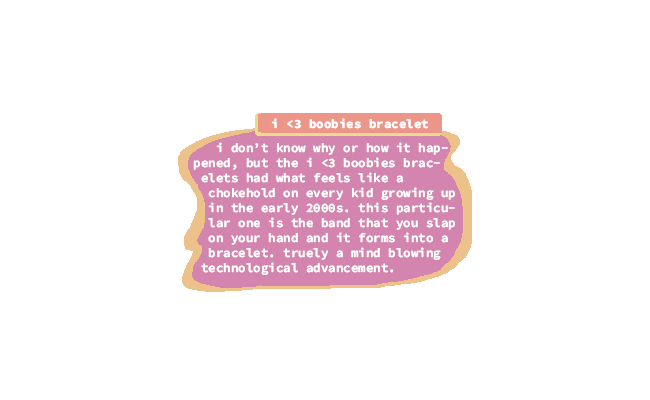 i <3 boobies bracelet
i don't know why or how it hap-
pened, but the i <3 boobies brac-
elets had what feels like a
chokehold on every kid growing up
in the early 2000s. this particu-
lar one is the band that you slap
on your hand and it forms into a
bracelet. truely a mind blowing
technological advancement.